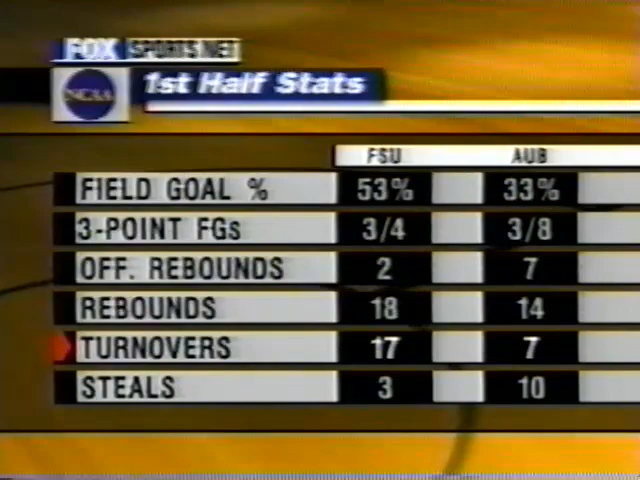 FOX SPORTS NET
NCAA 1st Half Stats
FSU AUB
FIELD GOAL % 53% 33%
3-POINT FGs 3/4 3/8
OFF. REBOUNDS 2 7
REBOUNDS 18 14
TURNOVERS 17 7
STEALS 3 10